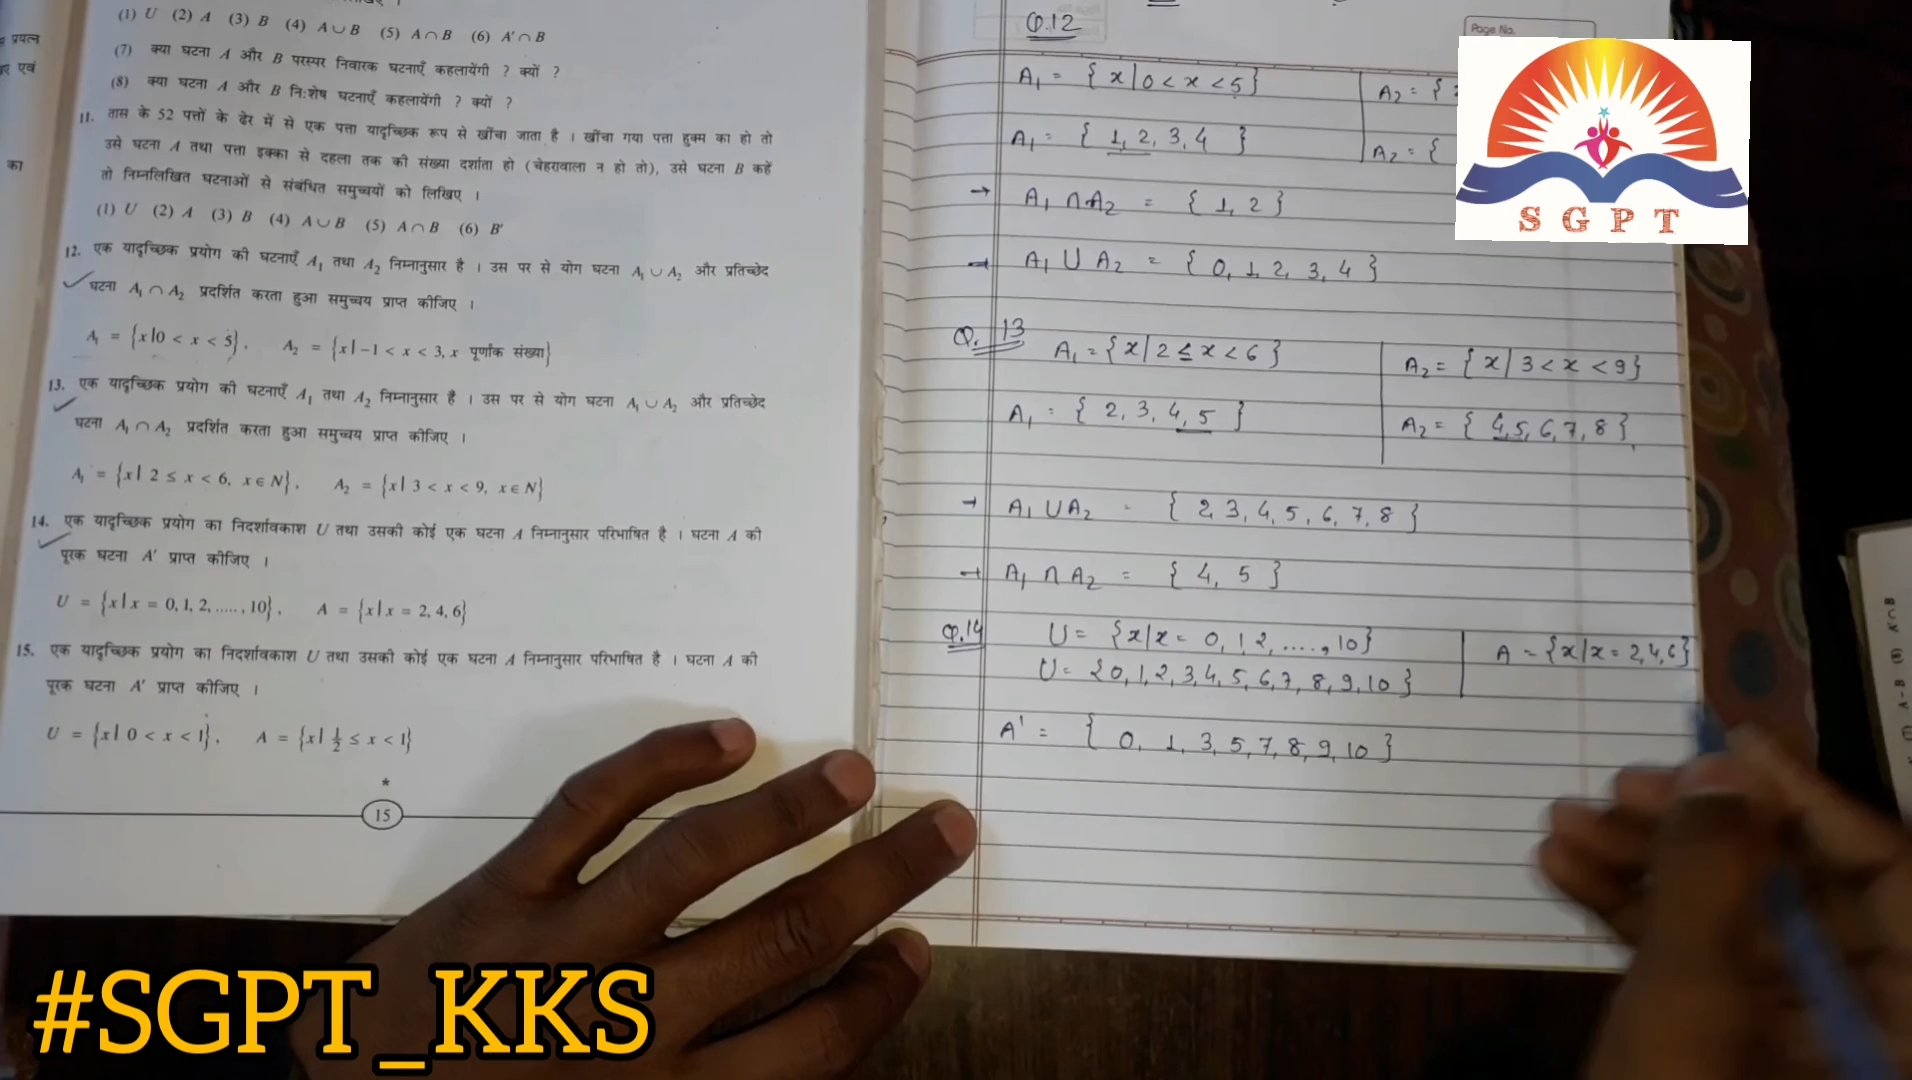 (1) U (2) A (3) B (4) A ∪ B (5) A ∩ B (6) A′ ∩ B
(7) क्या घटना A और B परस्पर निवारक घटनाएँ कहलायेंगी ? क्यों ?
(8) क्या घटना A और B नि:शेष घटनाएँ कहलायेंगी ? क्यों ?
11. तास के 52 पत्तों के ढेर में से एक पत्ता यादृच्छिक रूप से खींचा जाता है । खींचा गया पत्ता हुक्म का हो तो
उसे घटना A तथा पत्ता इक्का से दहला तक की संख्या दर्शाता हो (चेहरावाला न हो तो), उसे घटना B कहें
तो निम्नलिखित घटनाओं से संबंधित समुच्चयों को लिखिए ।
(1) U (2) A (3) B (4) A ∪ B (5) A ∩ B (6) B′
12. एक यादृच्छिक प्रयोग की घटनाएँ A₁ तथा A₂ निम्नानुसार है । उस पर से योग घटना A₁ ∪ A₂ और प्रतिच्छेद
घटना A₁ ∩ A₂ प्रदर्शित करता हुआ समुच्चय प्राप्त कीजिए ।
A₁ = {x|0 < x < 5}, A₂ = {x|−1 < x < 3, x पूर्णांक संख्या}
13. एक यादृच्छिक प्रयोग की घटनाएँ A₁ तथा A₂ निम्नानुसार है । उस पर से योग घटना A₁ ∪ A₂ और प्रतिच्छेद
घटना A₁ ∩ A₂ प्रदर्शित करता हुआ समुच्चय प्राप्त कीजिए ।
A₁ = {x| 2 ≤ x < 6, x ∈ N}, A₂ = {x| 3 < x < 9, x ∈ N}
14. एक यादृच्छिक प्रयोग का निदर्शावकाश U तथा उसकी कोई एक घटना A निम्नानुसार परिभाषित है । घटना A की
पूरक घटना A′ प्राप्त कीजिए ।
U = {x|x = 0, 1, 2, ....., 10}, A = {x|x = 2, 4, 6}
15. एक यादृच्छिक प्रयोग का निदर्शावकाश U तथा उसकी कोई एक घटना A निम्नानुसार परिभाषित है । घटना A की
पूरक घटना A′ प्राप्त कीजिए ।
U = {x| 0 < x < 1}, A = {x| 1/2 ≤ x < 1}
*
15
प्रयत्न
एवं
का
Q.12
Page No.
A₁ = {x|0 < x < 5} A₂ = {
A₁ = {1, 2, 3, 4} A₂ = {
→ A₁ ∩ A₂ = {1, 2}
→ A₁ ∪ A₂ = {0, 1, 2, 3, 4}
Q. 13
A₁ = {x|2 ≤ x < 6} A₂ = {x|3 < x < 9}
A₁ = {2, 3, 4, 5} A₂ = {4, 5, 6, 7, 8}
→ A₁ ∪ A₂ = {2, 3, 4, 5, 6, 7, 8}
→ A₁ ∩ A₂ = {4, 5}
Q.14 U = {x|x = 0, 1 2, ...., 10} A = {x|x = 2, 4, 6}
U = {0, 1, 2, 3, 4, 5, 6, 7, 8, 9, 10}
A' = {0, 1, 3, 5, 7, 8, 9, 10}
SGPT
#SGPT_KKS